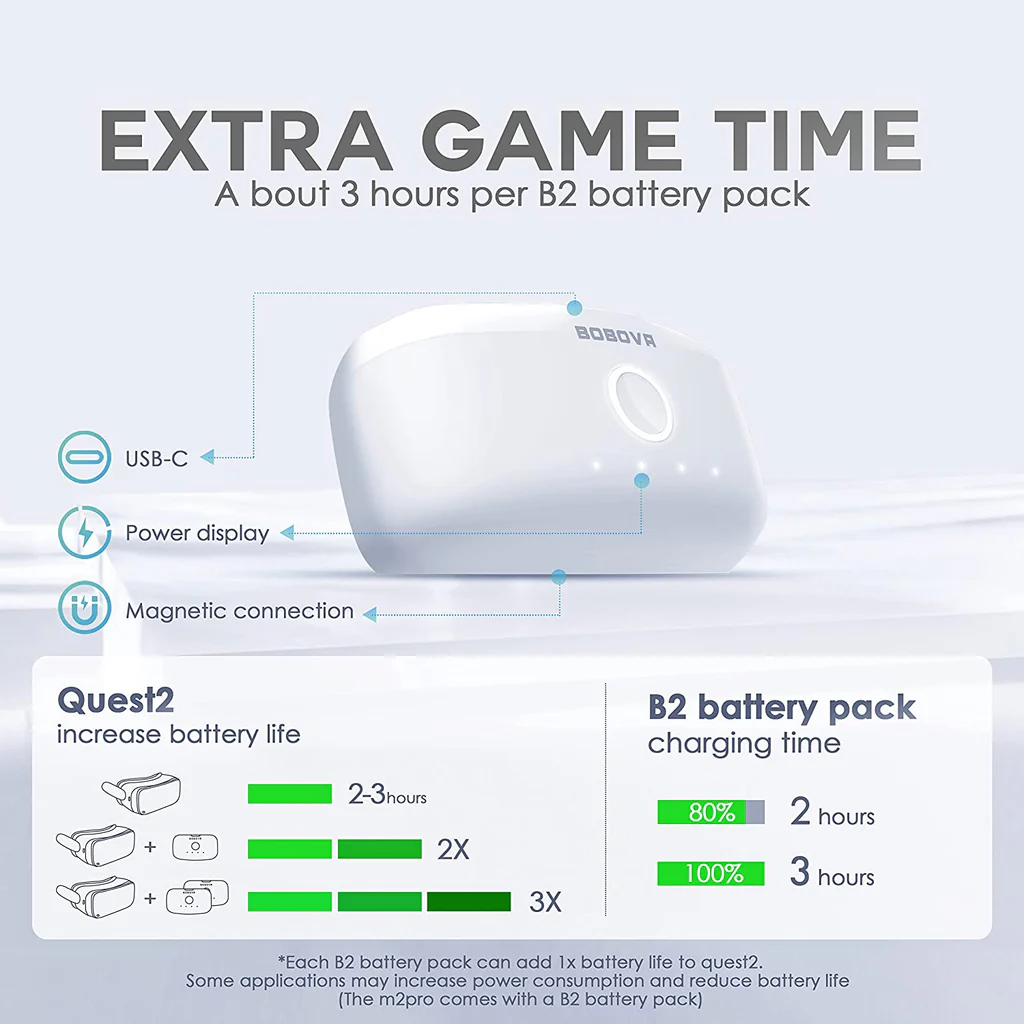 EXTRA GAME TIME
A bout 3 hours per B2 battery pack
BOBOVR
USB-C
Power display
Magnetic connection
Quest2
increase battery life
2-3hours
+ 2X
+ 3X
B2 battery pack
charging time
80% 2 hours
100% 3 hours
*Each B2 battery pack can add 1x battery life to quest2.
Some applications may increase power consumption and reduce battery life
(The m2pro comes with a B2 battery pack)